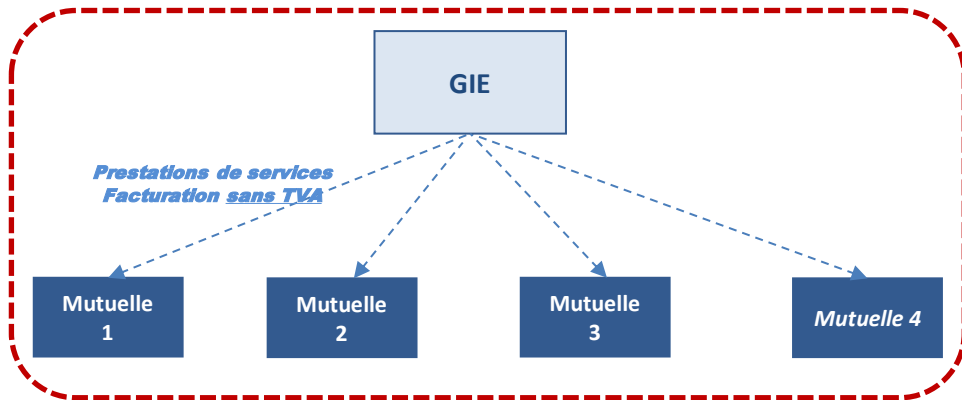 GIE
Prestations de services
Facturation sans TVA
Mutuelle
1
Mutuelle
2
Mutuelle
3
Mutuelle 4